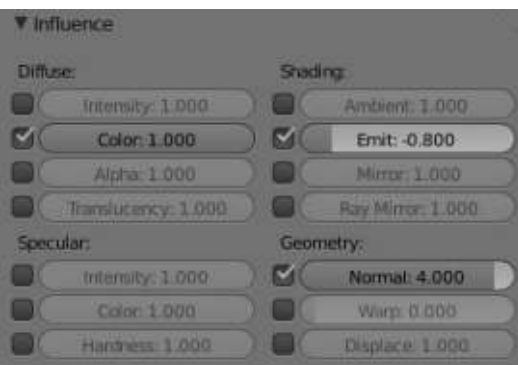 ▼ Influence
Diffuse: Shading:
Intensity: 1.000 Ambient: 1.000
Color: 1.000 Emit: -0.800
Alpha: 1.000 Mirror: 1.000
Translucency: 1.000 Ray Mirror: 1.000
Specular: Geometry:
Intensity: 1.000 Normal: 4.000
Color: 1.000 Warp: 0.000
Hardness: 1.000 Displace: 1.000